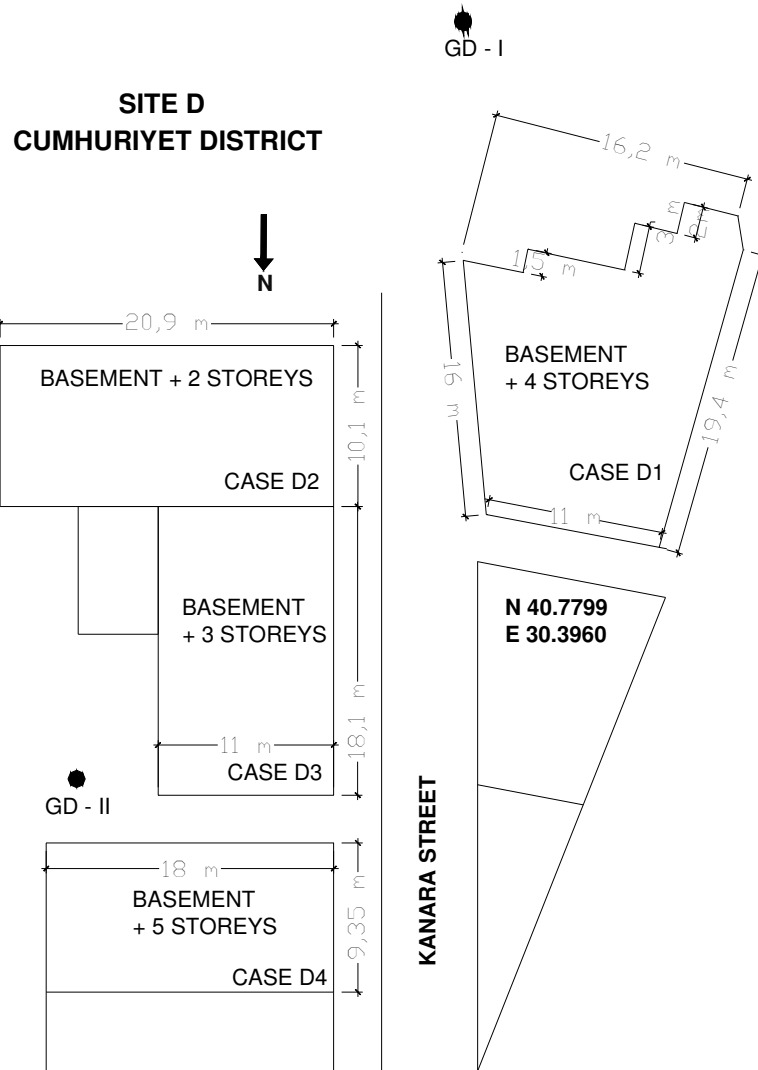 GD - I
SITE D
CUMHURIYET DISTRICT
16,2 m
3 m
2m
1,5 m
N
20,9 m
BASEMENT + 2 STOREYS
10,1 m
CASE D2
BASEMENT
+ 4 STOREYS
16 m
19,4 m
CASE D1
11 m
BASEMENT
+ 3 STOREYS
18,1 m
11 m
CASE D3
N 40.7799
E 30.3960
GD - II
KANARA STREET
18 m
BASEMENT
+ 5 STOREYS
9,35 m
CASE D4